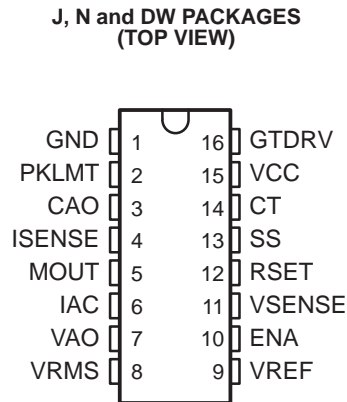 J, N and DW PACKAGES
(TOP VIEW)
GND 1 16 GTDRV
PKLMT 2 15 VCC
CAO 3 14 CT
ISENSE 4 13 SS
MOUT 5 12 RSET
IAC 6 11 VSENSE
VAO 7 10 ENA
VRMS 8 9 VREF